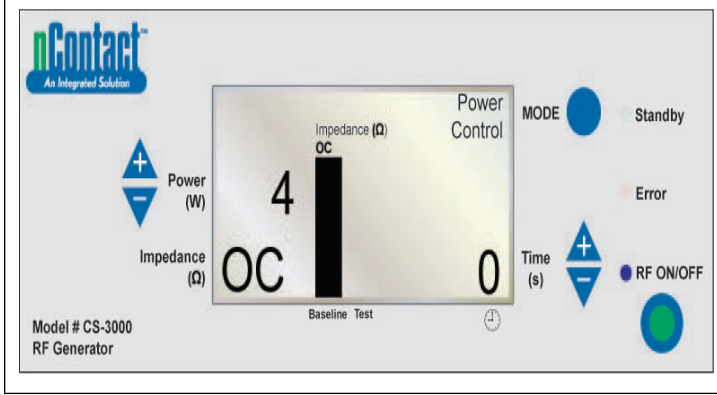 nContact™
An Integrated Solution
Power
Control
MODE
Standby
Impedance (Ω)
OC
Power
(W)
4
Error
Impedance
(Ω)
OC
0
Time
(s)
RF ON/OFF
Baseline Test
Model # CS-3000
RF Generator